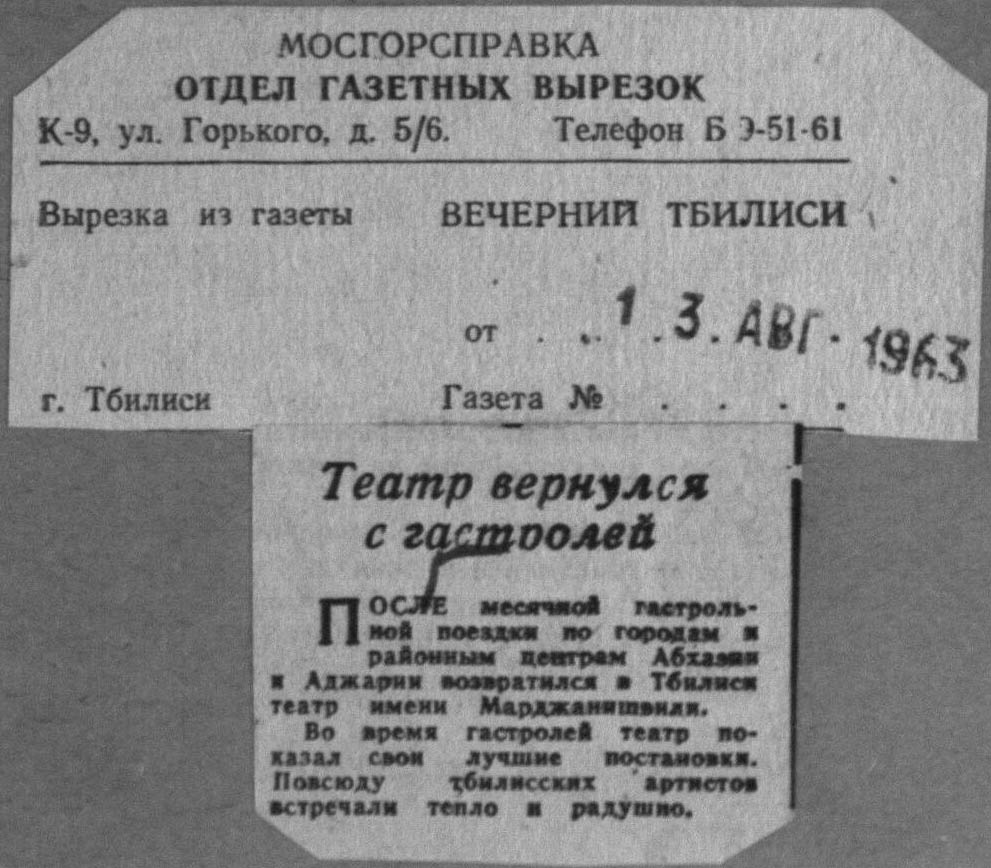 МОСГОРСПРАВКА
ОТДЕЛ ГАЗЕТНЫХ ВЫРЕЗОК
К-9, ул. Горького, д. 5/6. Телефон Б 9-51-61
Вырезка из газеты ВЕЧЕРНИЙ ТБИЛИСИ
от . . 1 . 3 . АВГ. 1963
г. Тбилиси Газета № . . . .
Театр вернулся
с гастролей
ПОСЛЕ месячной гастроль-
ной поездки по городам и
районным центрам Абхазии
и Аджарии возвратился в Тбилиси
театр имени Марджанишвили.
Во время гастролей театр по-
казал свои лучшие постановки.
Повсюду тбилисских артистов
встречали тепло и радушно.